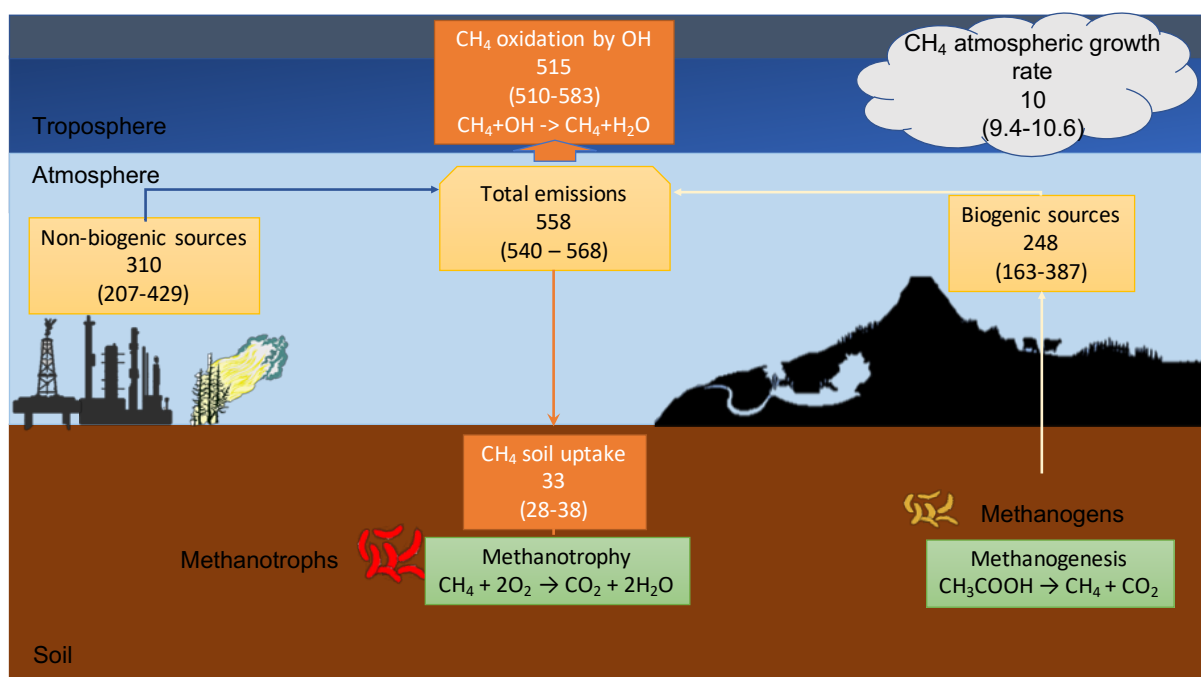 CH₄ oxidation by OH
515
(510-583)
CH₄+OH -> CH₄+H₂O
CH₄ atmospheric growth
rate
10
(9.4-10.6)
Troposphere
Atmosphere
Total emissions
558
(540 – 568)
Non-biogenic sources
310
(207-429)
Biogenic sources
248
(163-387)
CH₄ soil uptake
33
(28-38)
Methanotrophs
Methanotrophy
CH₄ + 2O₂ → CO₂ + 2H₂O
Methanogens
Methanogenesis
CH₃COOH → CH₄ + CO₂
Soil